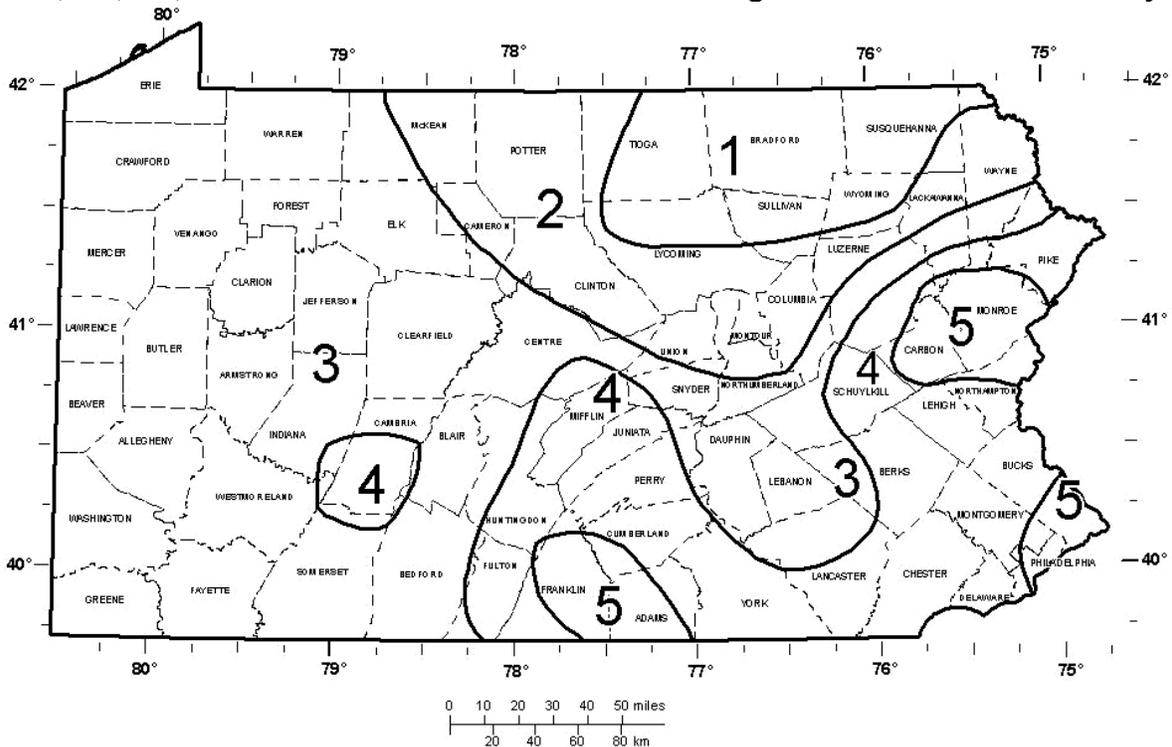 80°
79°
78°
77°
76°
75°
42°
42°
ERIE
McKEAN
SUSQUEHANNA
WARREN
TIOGA
BRADFORD
POTTER
1
CRAWFORD
WAYNE
WYOMING
LACKAWANNA
FOREST
SULLIVAN
2
ELK
CAMERON
VENANGO
MERCER
LYCOMING
LUZERNE
PIKE
CLARION
CLINTON
JEFFERSON
COLUMBIA
MONROE
41°
41°
LAWRENCE
5
CLEARFIELD
MONTOUR
CENTRE
BUTLER
UNION
CARBON
3
4
ARMSTRONG
SNYDER
NORTHUMBERLAND
SCHUYLKILL
NORTHAMPTON
4
BEAVER
LEHIGH
MIFFLIN
CAMBRIA
JUNIATA
INDIANA
BLAIR
DAUPHIN
ALLEGHENY
BUCKS
BERKS
4
PERRY
LEBANON
3
WESTMORELAND
5
WASHINGTON
HUNTINGDON
MONTGOMERY
CUMBERLAND
40°
40°
FULTON
PHILADELPHIA
SOMERSET
BEDFORD
LANCASTER
CHESTER
FAYETTE
FRANKLIN
GREENE
5
YORK
DELAWARE
ADAMS
80°
79°
78°
77°
76°
75°
0 10 20 30 40 50 miles
20 40 60 80 km